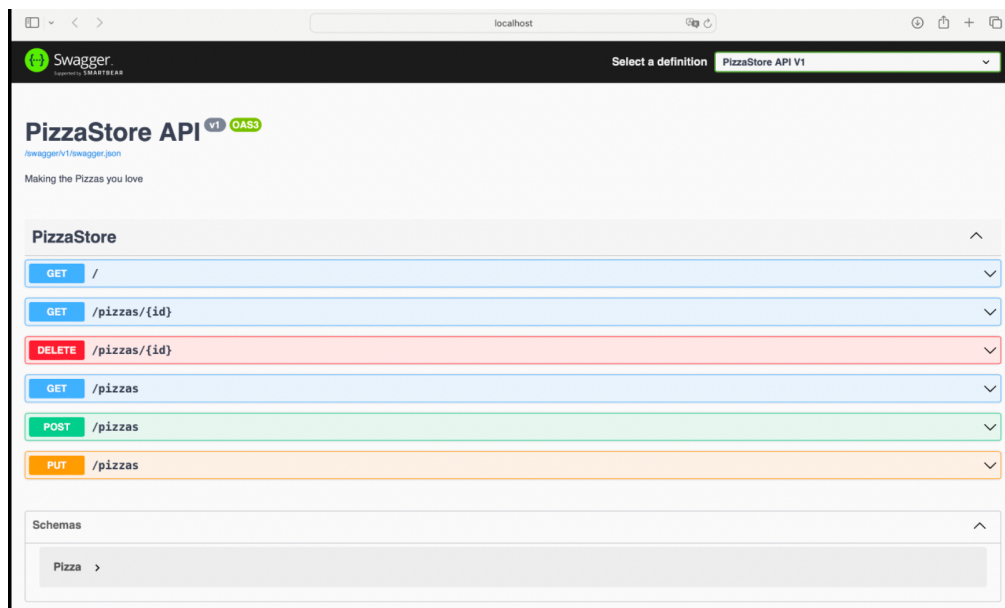 localhost
Swagger.
Supported by SMARTBEAR
Select a definition
PizzaStore API V1
PizzaStore API v1 OAS3
/swagger/v1/swagger.json
Making the Pizzas you love
PizzaStore
GET /
GET /pizzas/{id}
DELETE /pizzas/{id}
GET /pizzas
POST /pizzas
PUT /pizzas
Schemas
Pizza